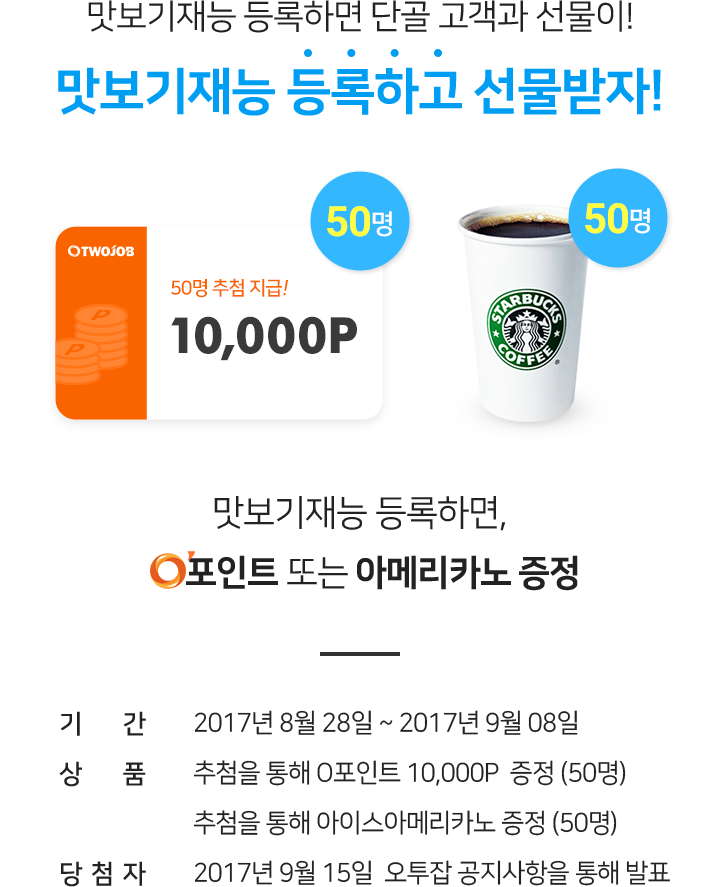 맛보기재능 등록하면 단골 고객과 선물이!
맛보기재능 등록하고 선물받자!
50명
50명
OTWOJOB
50명 추첨 지급!
10,000P
STARBUCKS
COFFEE
맛보기재능 등록하면,
O'포인트 또는 아메리카노 증정
기 간 2017년 8월 28일 ~ 2017년 9월 08일
상 품 추첨을 통해 O포인트 10,000P 증정 (50명)
추첨을 통해 아이스아메리카노 증정 (50명)
당 첨 자 2017년 9월 15일 오투잡 공지사항을 통해 발표